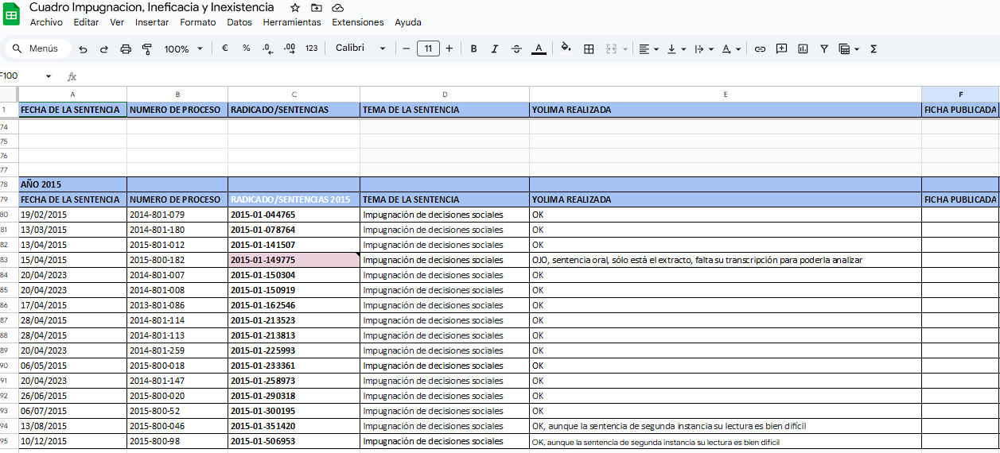 Cuadro Impugnacion, Ineficacia y Inexistencia
Archivo Editar Ver Insertar Formato Datos Herramientas Extensiones Ayuda
Menús 100% € % .0 .00 123 Calibri − 11 + B I S A Σ
F100 fx
A B C D E F
1 FECHA DE LA SENTENCIA NUMERO DE PROCESO RADICADO/SENTENCIAS TEMA DE LA SENTENCIA YOLIMA REALIZADA FICHA PUBLICADA
74
75
76
77
78 AÑO 2015
79 FECHA DE LA SENTENCIA NUMERO DE PROCESO RADICADO/SENTENCIAS 2015 TEMA DE LA SENTENCIA YOLIMA REALIZADA FICHA PUBLICADA
80 19/02/2015 2014-801-079 2015-01-044765 Impugnación de decisiones sociales OK
81 13/03/2015 2014-801-180 2015-01-078764 Impugnación de decisiones sociales OK
82 13/04/2015 2015-801-012 2015-01-141507 Impugnación de decisiones sociales OK
83 15/04/2015 2015-800-182 2015-01-149775 Impugnación de decisiones sociales OJO, sentencia oral, sólo está el extracto, falta su transcripción para poderla analizar
84 20/04/2023 2014-801-007 2015-01-150304 Impugnación de decisiones sociales OK
85 20/04/2023 2014-801-008 2015-01-150919 Impugnación de decisiones sociales OK
86 17/04/2015 2013-801-086 2015-01-162546 Impugnación de decisiones sociales OK
87 28/04/2015 2014-801-114 2015-01-213523 Impugnación de decisiones sociales OK
88 28/04/2015 2014-801-113 2015-01-213813 Impugnación de decisiones sociales OK
89 20/04/2023 2014-801-259 2015-01-225993 Impugnación de decisiones sociales OK
90 06/05/2015 2015-800-018 2015-01-233361 Impugnación de decisiones sociales OK
91 20/04/2023 2014-801-147 2015-01-258973 Impugnación de decisiones sociales OK
92 26/06/2015 2015-800-020 2015-01-290318 Impugnación de decisiones sociales OK
93 06/07/2015 2015-800-52 2015-01-300195 Impugnación de decisiones sociales OK
94 13/08/2015 2015-800-046 2015-01-351420 Impugnación de decisiones sociales OK, aunque la sentencia de segunda instancia su lectura es bien difícil
95 10/12/2015 2015-800-98 2015-01-506953 Impugnación de decisiones sociales OK, aunque la sentencia de segunda instancia su lectura es bien difícil